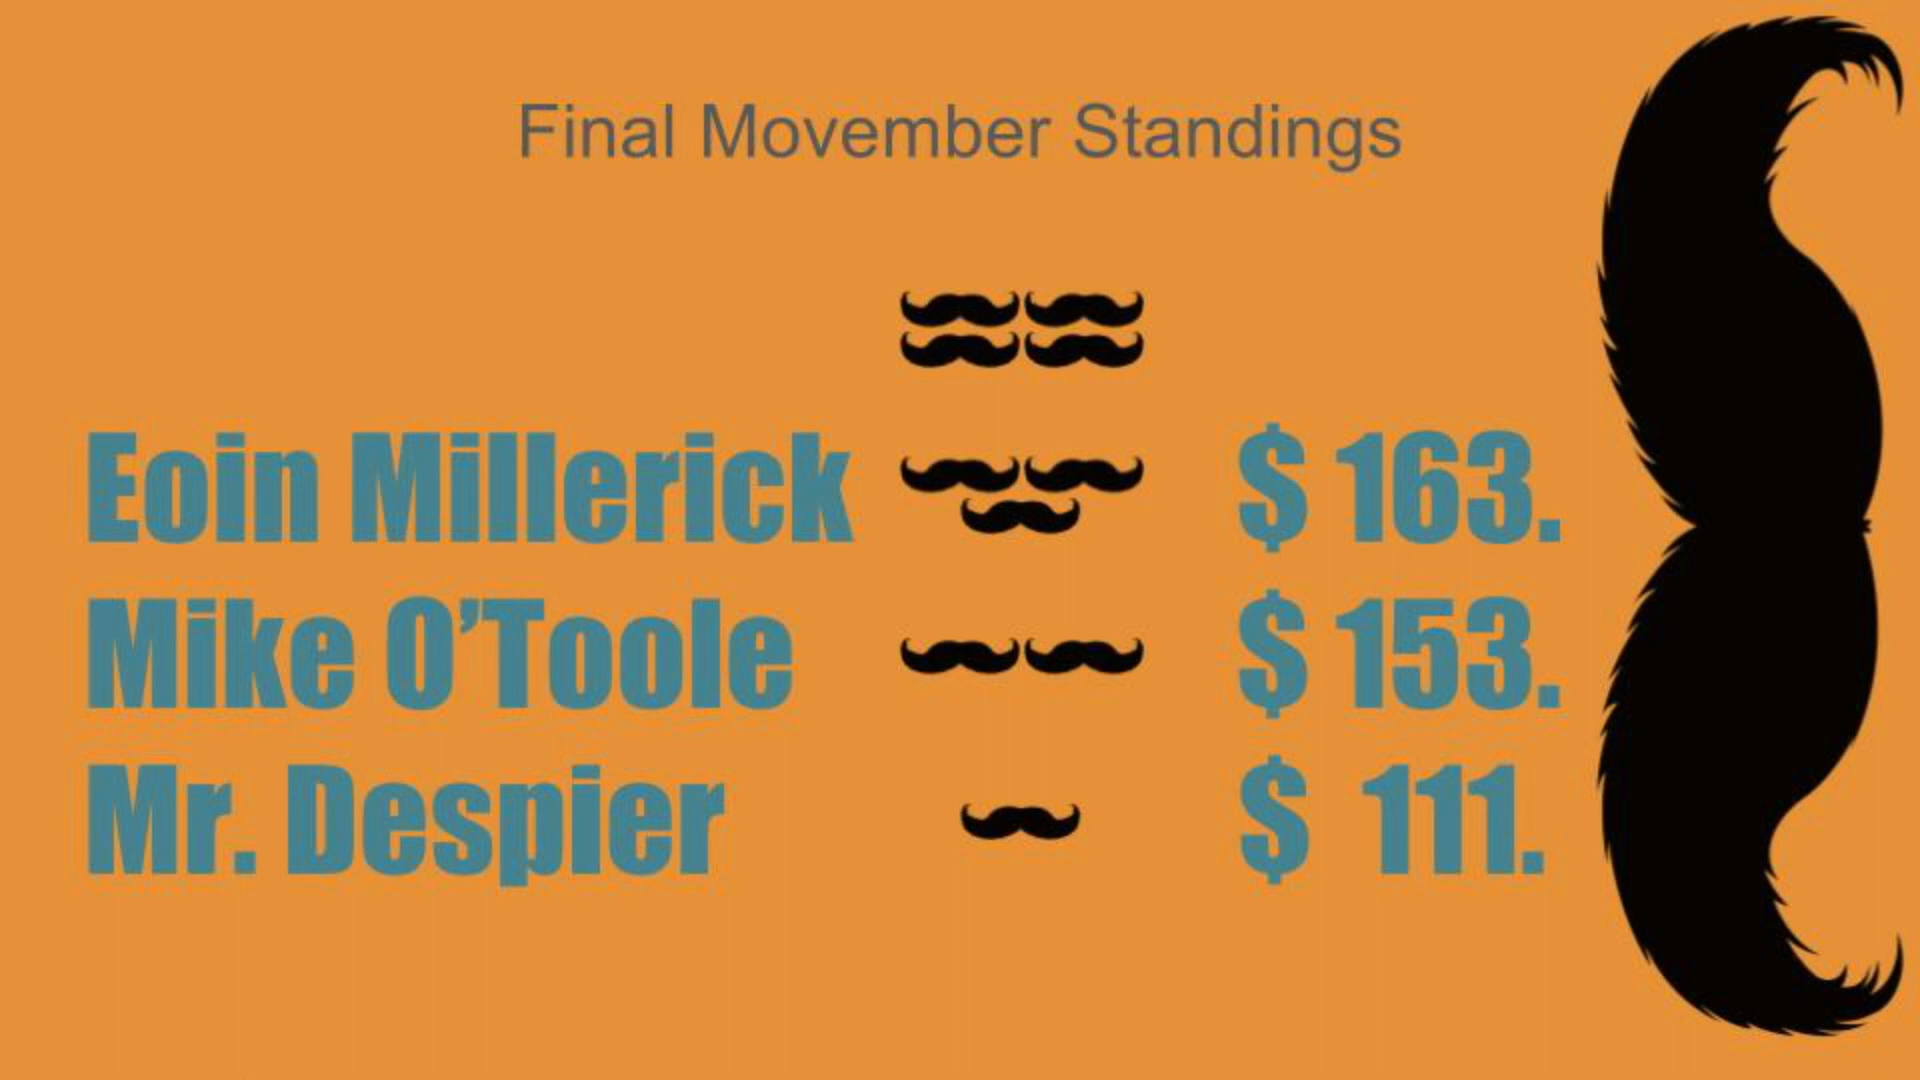 Final Movember Standings
Eoin Millerick $ 163.
Mike O’Toole $ 153.
Mr. Despier $ 111.